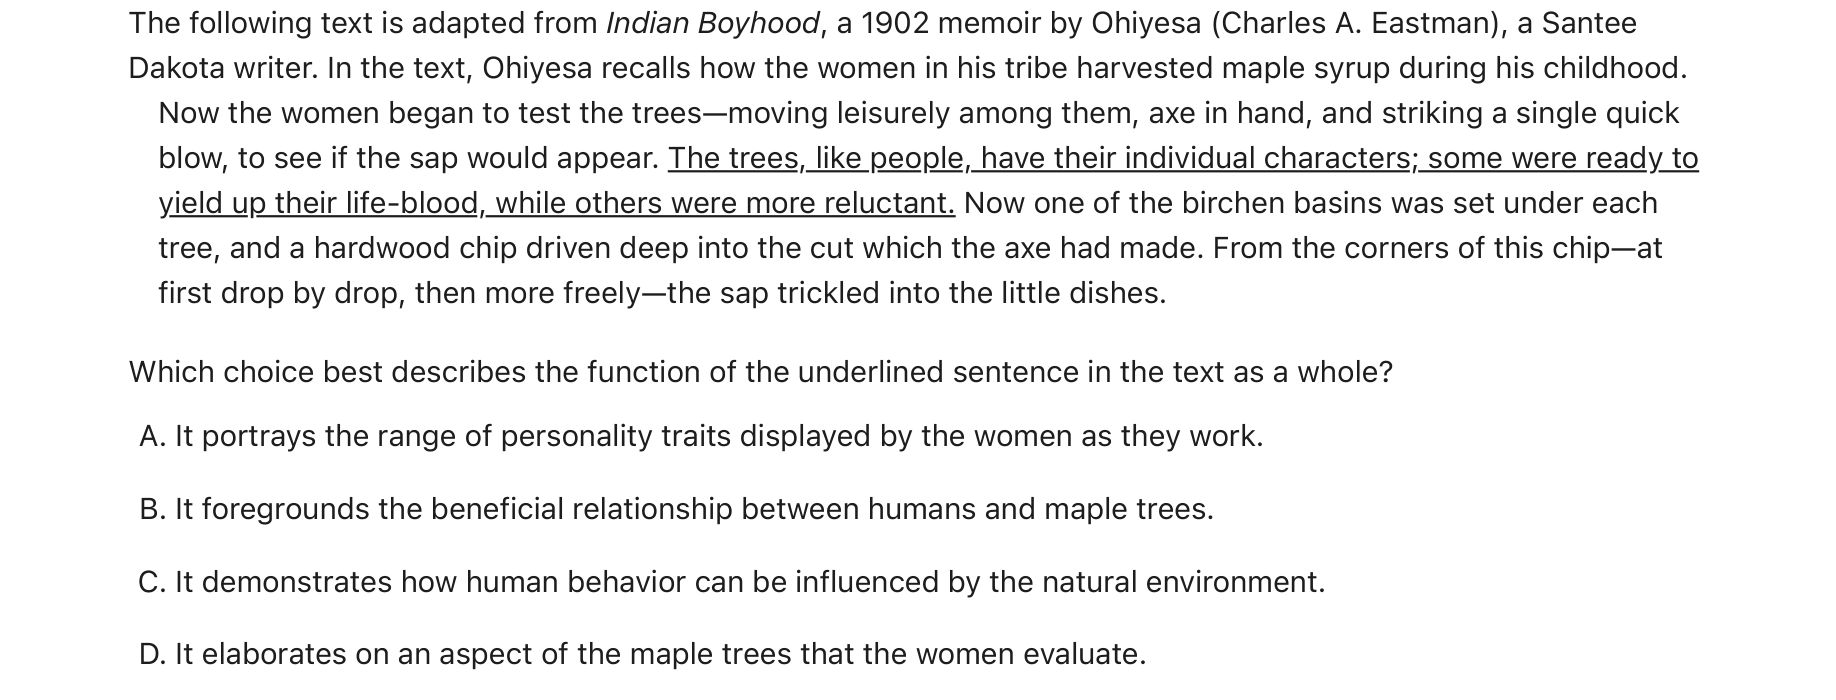 The following text is adapted from Indian Boyhood, a 1902 memoir by Ohiyesa (Charles A. Eastman), a Santee
Dakota writer. In the text, Ohiyesa recalls how the women in his tribe harvested maple syrup during his childhood.
Now the women began to test the trees—moving leisurely among them, axe in hand, and striking a single quick
blow, to see if the sap would appear. The trees, like people, have their individual characters; some were ready to
yield up their life-blood, while others were more reluctant. Now one of the birchen basins was set under each
tree, and a hardwood chip driven deep into the cut which the axe had made. From the corners of this chip—at
first drop by drop, then more freely—the sap trickled into the little dishes.
Which choice best describes the function of the underlined sentence in the text as a whole?
A. It portrays the range of personality traits displayed by the women as they work.
B. It foregrounds the beneficial relationship between humans and maple trees.
C. It demonstrates how human behavior can be influenced by the natural environment.
D. It elaborates on an aspect of the maple trees that the women evaluate.